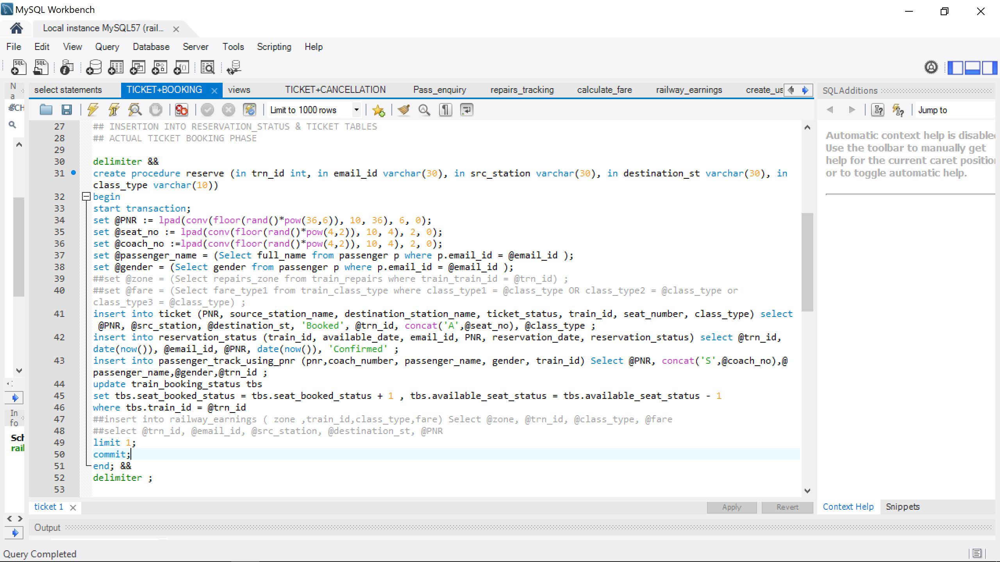 MySQL Workbench
Local instance MySQL57 (rail...
File Edit View Query Database Server Tools Scripting Help
Na
select statements TICKET+BOOKING views TICKET+CANCELLATION Pass_enquiry repairs_tracking calculate_fare railway_earnings create_us
SQLAdditions
Limit to 1000 rows
Jump to
27 ## INSERTION INTO RESERVATION_STATUS & TICKET TABLES
28 ## ACTUAL TICKET BOOKING PHASE
29
30 delimiter &&
31 create procedure reserve (in trn_id int, in email_id varchar(30), in src_station varchar(30), in destination_st varchar(30), in
class_type varchar(10))
32 begin
33 start transaction;
34 set @PNR := lpad(conv(floor(rand()*pow(36,6)), 10, 36), 6, 0);
35 set @seat_no := lpad(conv(floor(rand()*pow(4,2)), 10, 4), 2, 0);
36 set @coach_no :=lpad(conv(floor(rand()*pow(4,2)), 10, 4), 2, 0);
37 set @passenger_name = (Select full_name from passenger p where p.email_id = @email_id );
38 set @gender = (Select gender from passenger p where p.email_id = @email_id );
39 ##set @zone = (Select repairs_zone from train_repairs where train_train_id = @trn_id) ;
40 ##set @fare = (Select fare_type1 from train_class_type where class_type1 = @class_type OR class_type2 = @class_type or
class_type3 = @class_type) ;
41 insert into ticket (PNR, source_station_name, destination_station_name, ticket_status, train_id, seat_number, class_type) select
@PNR, @src_station, @destination_st, 'Booked', @trn_id, concat('A',@seat_no), @class_type ;
42 insert into reservation_status (train_id, available_date, email_id, PNR, reservation_date, reservation_status) select @trn_id,
date(now()), @email_id, @PNR, date(now()), 'Confirmed' ;
43 insert into passenger_track_using_pnr (pnr,coach_number, passenger_name, gender, train_id) Select @PNR, concat('S',@coach_no),@
passenger_name,@gender,@trn_id ;
44 update train_booking_status tbs
45 set tbs.seat_booked_status = tbs.seat_booked_status + 1 , tbs.available_seat_status = tbs.available_seat_status - 1
46 where tbs.train_id = @trn_id
47 ##insert into railway_earnings ( zone ,train_id,class_type,fare) Select @zone, @trn_id, @class_type, @fare
48 ##select @trn_id, @email_id, @src_station, @destination_st, @PNR
49 limit 1;
50 commit;
51 end; &&
52 delimiter ;
53
Automatic context help is disable
Use the toolbar to manually get
help for the current caret positio
or to toggle automatic help.
Info
Sch
rail
ticket 1
Apply Revert
Context Help Snippets
Output
Query Completed